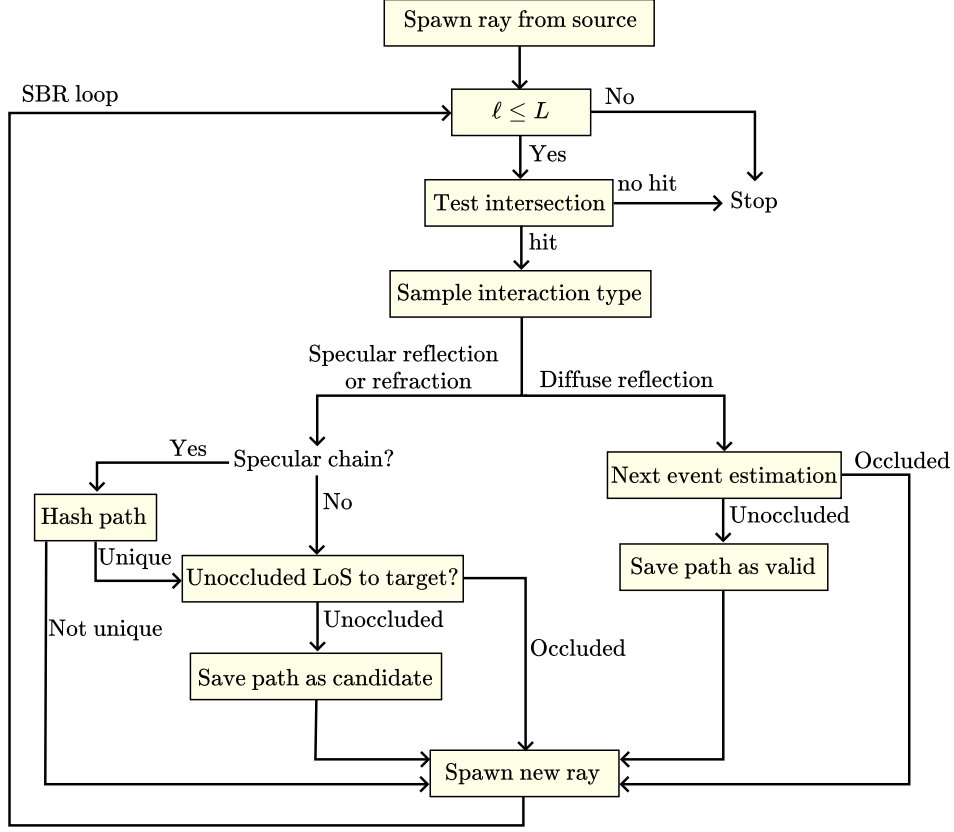 Spawn ray from source
SBR loop
ℓ ≤ L
No
Yes
Test intersection
no hit
Stop
hit
Sample interaction type
Specular reflection
or refraction
Diffuse reflection
Yes
Specular chain?
Next event estimation
Occluded
Hash path
No
Unoccluded
Unique
Unoccluded LoS to target?
Save path as valid
Not unique
Unoccluded
Occluded
Save path as candidate
Spawn new ray